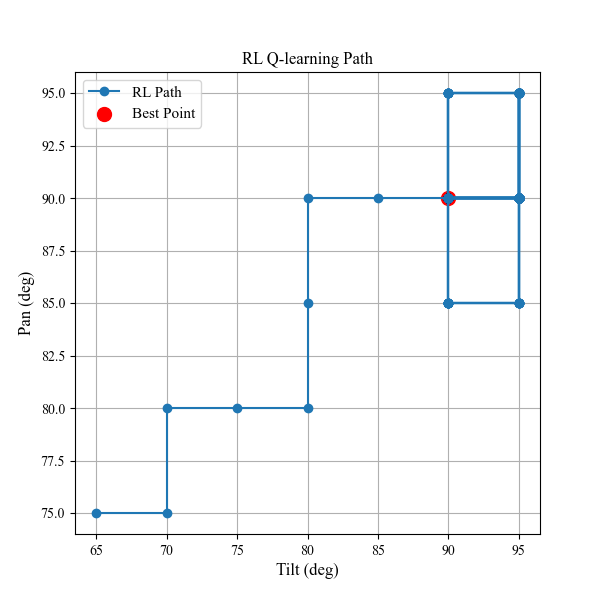 RL Q-learning Path
RL Path
Best Point
95.0
92.5
90.0
87.5
85.0
82.5
80.0
77.5
75.0
Pan (deg)
65 70 75 80 85 90 95
Tilt (deg)